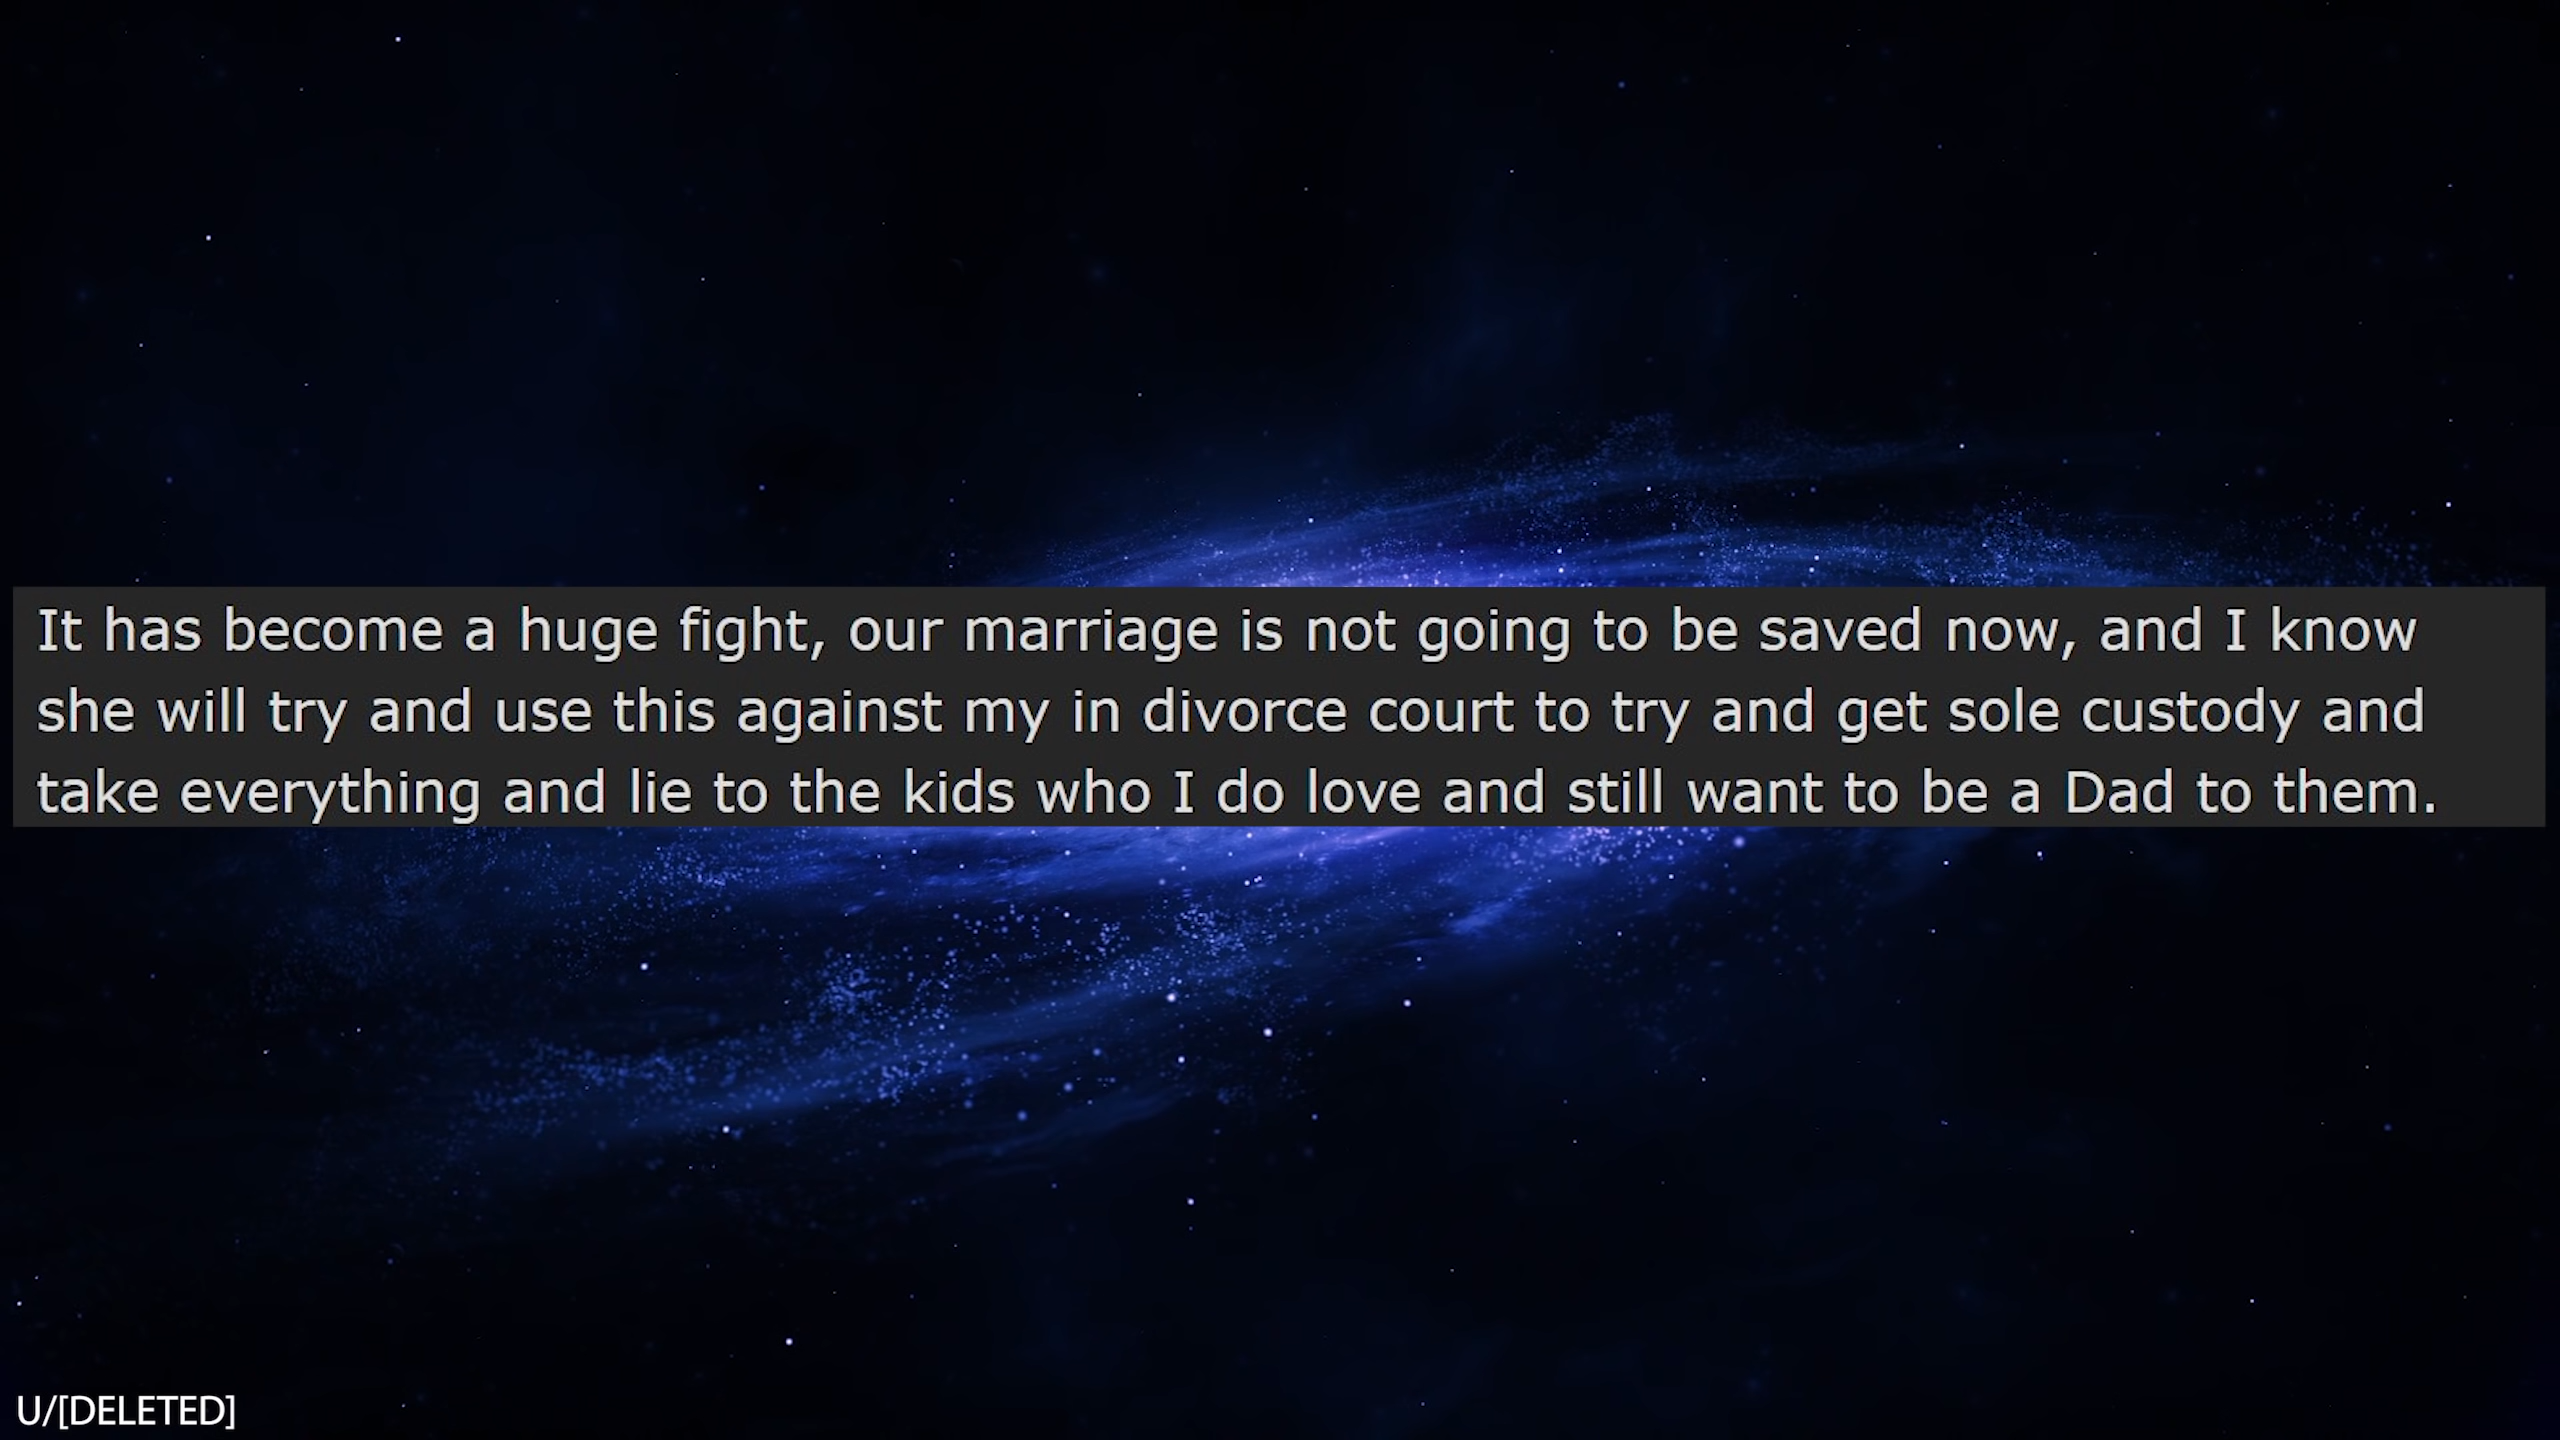 It has become a huge fight, our marriage is not going to be saved now, and I know
she will try and use this against my in divorce court to try and get sole custody and
take everything and lie to the kids who I do love and still want to be a Dad to them.
U/[DELETED]